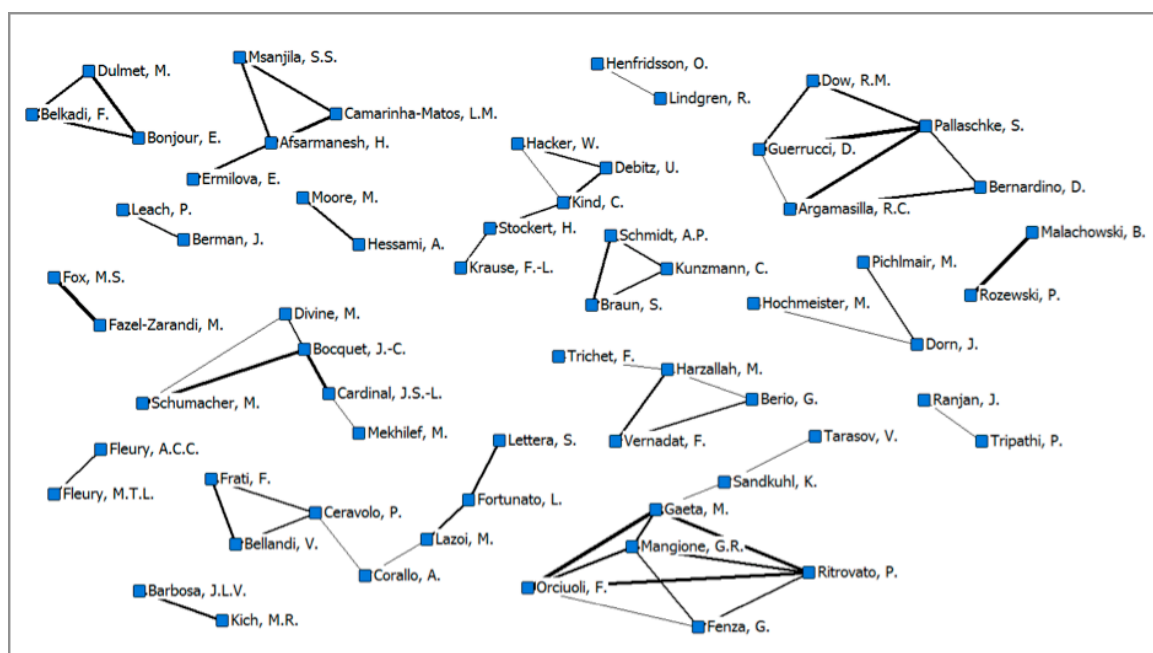 Msanjila, S.S.
Henfridsson, O.
Dulmet, M.
Dow, R.M.
Lindgren, R.
Belkadi, F.
Camarinha-Matos, L.M.
Pallaschke, S.
Bonjour, E.
Afsarmanesh, H.
Hacker, W.
Guerrucci, D.
Debitz, U.
Ermilova, E.
Bernardino, D.
Moore, M.
Kind, C.
Leach, P.
Argamasilla, R.C.
Stockert, H.
Berman, J.
Hessami, A.
Schmidt, A.P.
Malachowski, B.
Krause, F.-L.
Kunzmann, C.
Pichlmair, M.
Fox, M.S.
Rozewski, P.
Braun, S.
Hochmeister, M.
Divine, M.
Fazel-Zarandi, M.
Dorn, J.
Bocquet, J.-C.
Trichet, F.
Harzallah, M.
Cardinal, J.S.-L.
Schumacher, M.
Berio, G.
Ranjan, J.
Mekhilef, M.
Lettera, S.
Vernadat, F.
Tarasov, V.
Tripathi, P.
Fleury, A.C.C.
Frati, F.
Sandkuhl, K.
Fleury, M.T.L.
Fortunato, L.
Ceravolo, P.
Gaeta, M.
Bellandi, V.
Lazoi, M.
Mangione, G.R.
Corallo, A.
Ritrovato, P.
Barbosa, J.L.V.
Orciuoli, F.
Kich, M.R.
Fenza, G.